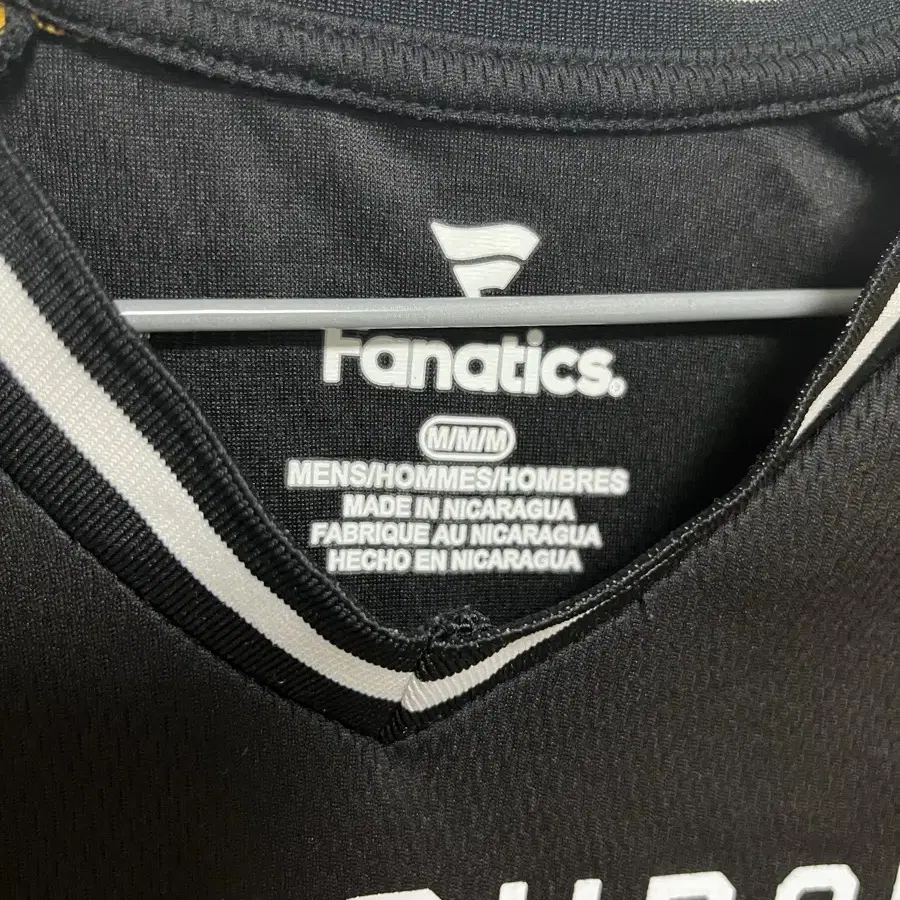 Fanatics.
M/M/M
MENS/HOMMES/HOMBRES
MADE IN NICARAGUA
FABRIQUE AU NICARAGUA
HECHO EN NICARAGUA